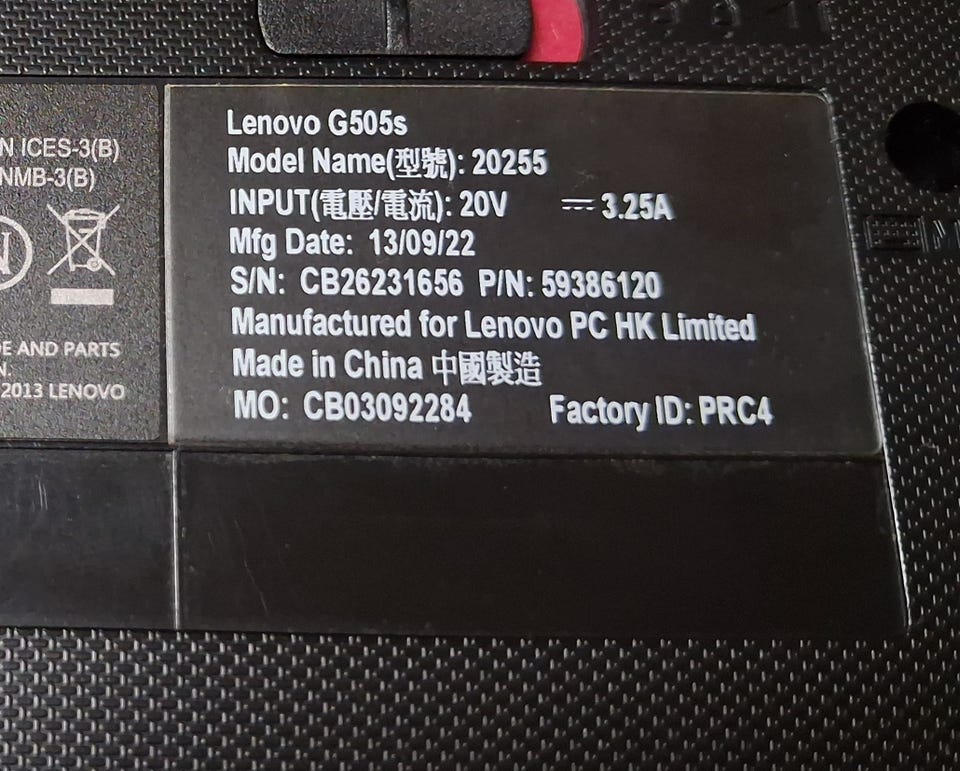 N ICES-3(B)
NMB-3(B)
E AND PARTS
N.
2013 LENOVO
Lenovo G505s
Model Name(型號): 20255
INPUT(電壓/電流): 20V ⎓ 3.25A
Mfg Date: 13/09/22
S/N: CB26231656 P/N: 59386120
Manufactured for Lenovo PC HK Limited
Made in China 中國製造
MO: CB03092284 Factory ID: PRC4